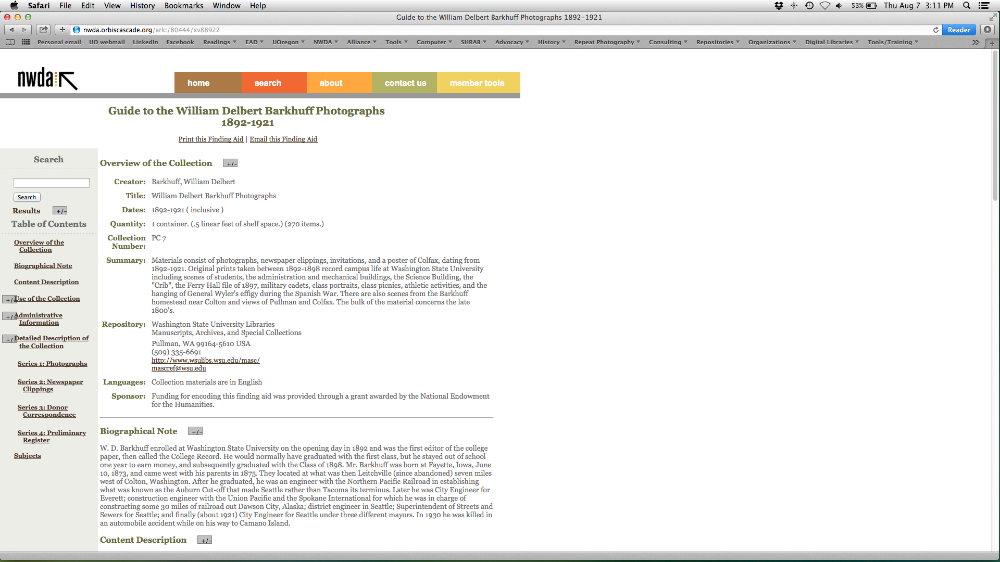 Safari File Edit View History Bookmarks Window Help 53% Thu Aug 7 3:11 PM
Guide to the William Delbert Barkhuff Photographs 1892-1921
nwda.orbiscascade.org/ark:/80444/xv88922 Reader
Personal email UO webmail LinkedIn Facebook Readings EAD UOregon NWDA Alliance Tools Computer SHRAB Advocacy History Repeat Photography Consulting Repositories Organizations Digital Libraries Tools/Training
nwda
home search about contact us member tools
Guide to the William Delbert Barkhuff Photographs
1892-1921
Print this Finding Aid | Email this Finding Aid
Search
Search
Results +/-
Table of Contents
Overview of the
Collection
Biographical Note
Content Description
+/- Use of the Collection
+/- Administrative
Information
+/- Detailed Description of
the Collection
Series 1: Photographs
Series 2: Newspaper
Clippings
Series 3: Donor
Correspondence
Series 4: Preliminary
Register
Subjects
Overview of the Collection +/-
Creator: Barkhuff, William Delbert
Title: William Delbert Barkhuff Photographs
Dates: 1892-1921 ( inclusive )
Quantity: 1 container. (.5 linear feet of shelf space.) (270 items.)
Collection PC 7
Number:
Summary: Materials consist of photographs, newspaper clippings, invitations, and a poster of Colfax, dating from
1892-1921. Original prints taken between 1892-1898 record campus life at Washington State University
including scenes of students, the administration and mechanical buildings, the Science Building, the
"Crib", the Ferry Hall file of 1897, military cadets, class portraits, class picnics, athletic activities, and the
hanging of General Wyler's effigy during the Spanish War. There are also scenes from the Barkhuff
homestead near Colton and views of Pullman and Colfax. The bulk of the material concerns the late
1800's.
Repository: Washington State University Libraries
Manuscripts, Archives, and Special Collections
Pullman, WA 99164-5610 USA
(509) 335-6691
http://www.wsulibs.wsu.edu/masc/
mascref@wsu.edu
Languages: Collection materials are in English
Sponsor: Funding for encoding this finding aid was provided through a grant awarded by the National Endowment
for the Humanities.
Biographical Note +/-
W. D. Barkhuff enrolled at Washington State University on the opening day in 1892 and was the first editor of the college
paper, then called the College Record. He would normally have graduated with the first class, but he stayed out of school
one year to earn money, and subsequently graduated with the Class of 1898. Mr. Barkhuff was born at Fayette, Iowa, June
10, 1873, and came west with his parents in 1875. They located at what was then Leitchville (since abandoned) seven miles
west of Colton, Washington. After he graduated, he was an engineer with the Northern Pacific Railroad in establishing
what was known as the Auburn Cut-off that made Seattle rather than Tacoma its terminus. Later he was City Engineer for
Everett; construction engineer with the Union Pacific and the Spokane International for which he was in charge of
constructing some 30 miles of railroad out Dawson City, Alaska; district engineer in Seattle; Superintendent of Streets and
Sewers for Seattle; and finally (about 1921) City Engineer for Seattle under three different mayors. In 1930 he was killed in
an automobile accident while on his way to Camano Island.
Content Description +/-